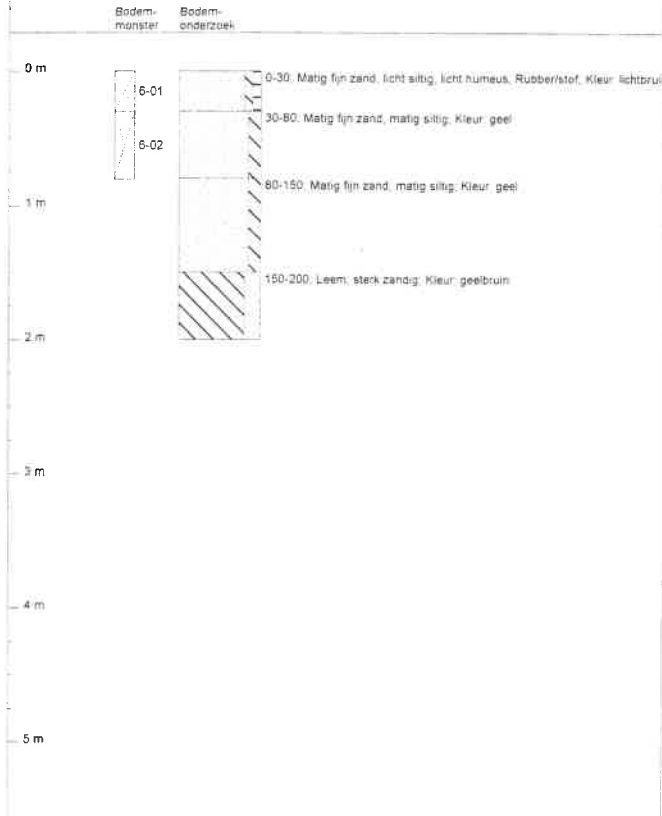 Bodem- Bodem-
monster onderzoek
0 m
0-30: Matig fijn zand, licht siltig, licht humeus, Rubber/stof, Kleur: lichtbrui
6-01
30-80: Matig fijn zand, matig siltig; Kleur: geel
6-02
80-150: Matig fijn zand, matig siltig; Kleur: geel
1 m
150-200: Leem; sterk zandig; Kleur: geelbruin
2 m
3 m
4 m
5 m